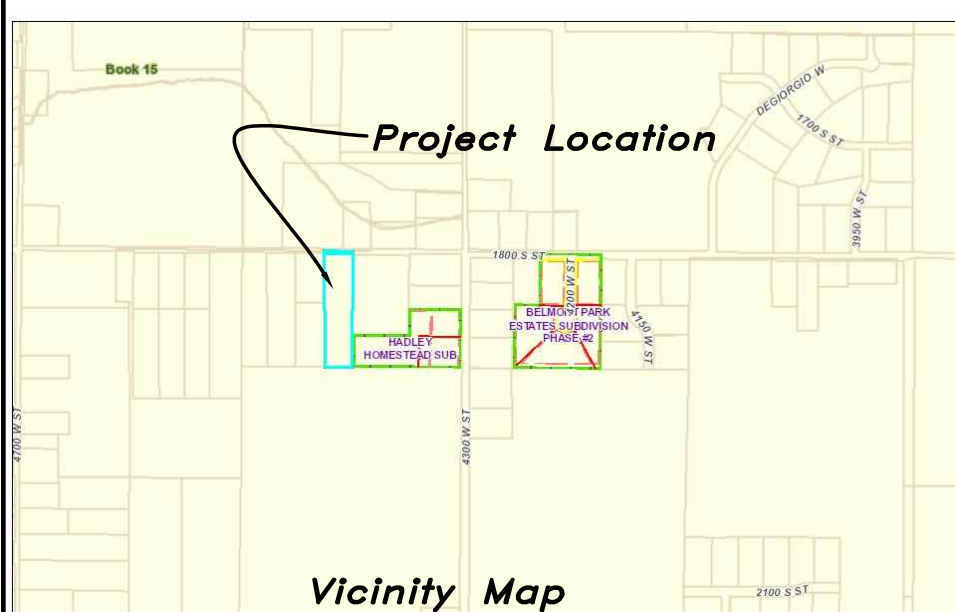 Book 15
DEGIORGIO W
1700 S ST
Project Location
3950 W ST
1800 S ST
4200 W ST
BELMONT PARK
ESTATES SUBDIVISION
PHASE #2
4150 W ST
HADLEY
HOMESTEAD SUB
4700 W ST
4300 W ST
Vicinity Map
2100 S ST